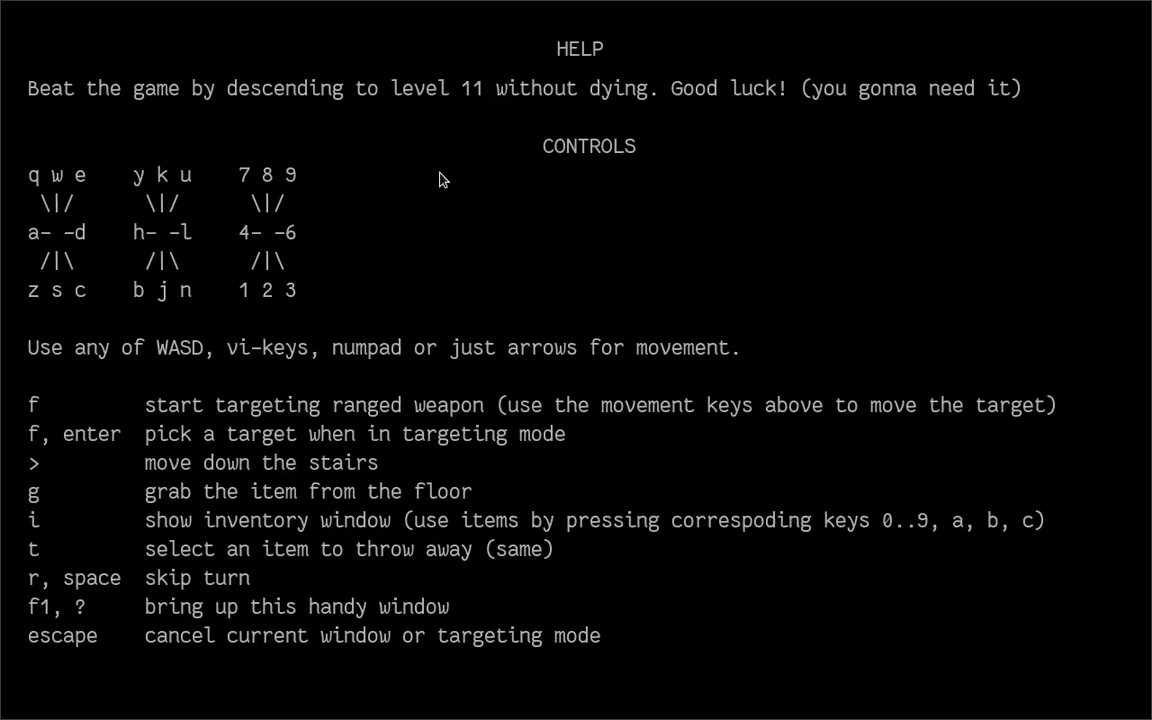 HELP
Beat the game by descending to level 11 without dying. Good luck! (you gonna need it)
CONTROLS
q w e    y k u    7 8 9
 \|/      \|/      \|/
a- -d    h- -l    4- -6
 /|\      /|\      /|\
z s c    b j n    1 2 3
Use any of WASD, vi-keys, numpad or just arrows for movement.
f         start targeting ranged weapon (use the movement keys above to move the target)
f, enter  pick a target when in targeting mode
>         move down the stairs
g         grab the item from the floor
i         show inventory window (use items by pressing correspoding keys 0..9, a, b, c)
t         select an item to throw away (same)
r, space  skip turn
f1, ?     bring up this handy window
escape    cancel current window or targeting mode